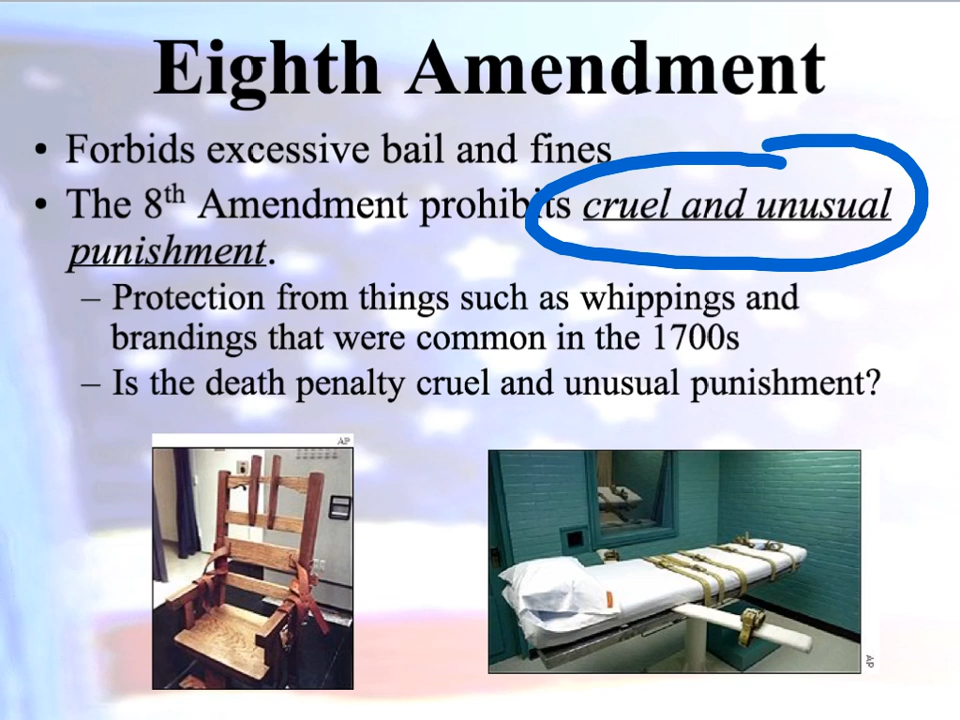 Eighth Amendment
• Forbids excessive bail and fines
• The 8th Amendment prohibits cruel and unusual
punishment.
– Protection from things such as whippings and
brandings that were common in the 1700s
– Is the death penalty cruel and unusual punishment?
AP
AP